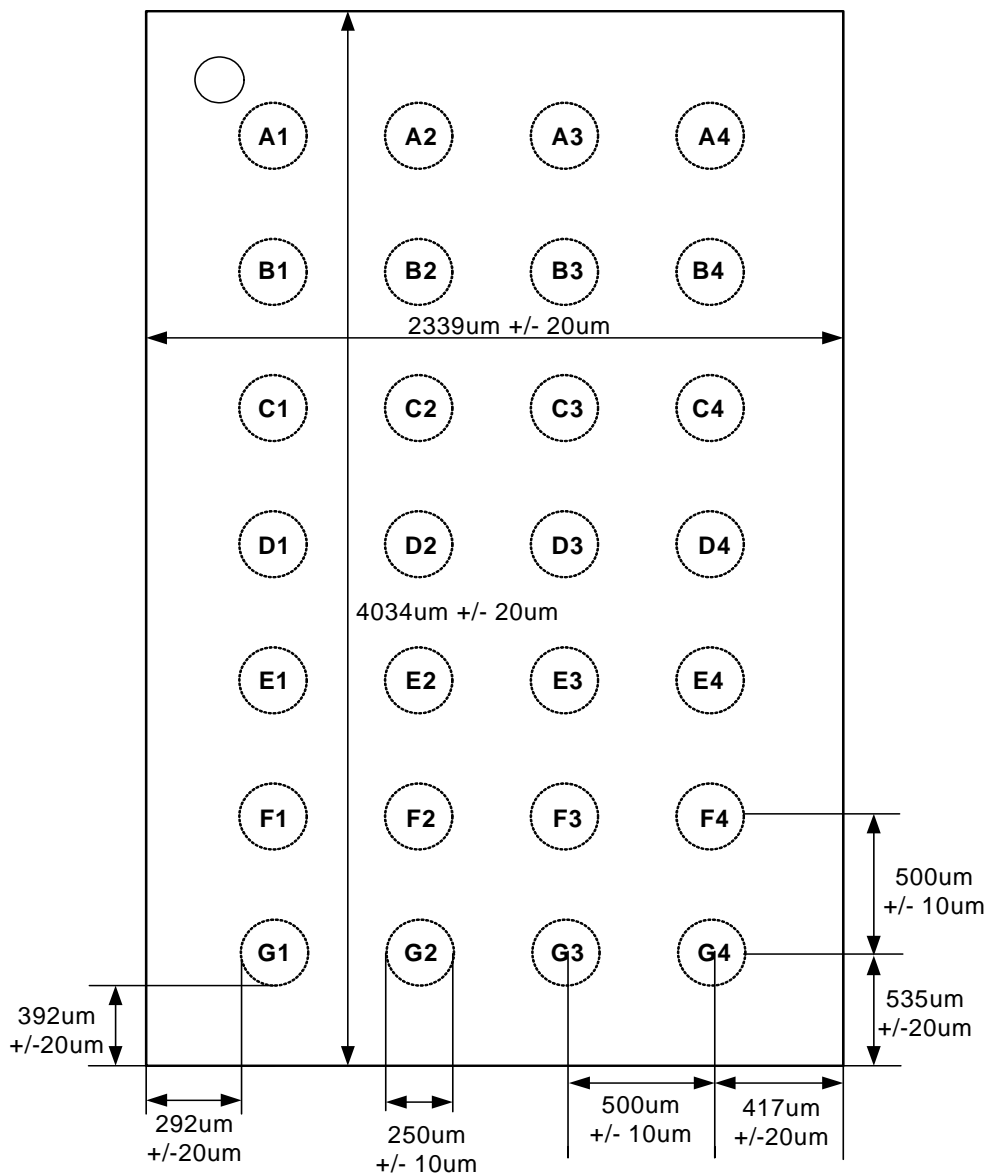 A1 A2 A3 A4
B1 B2 B3 B4
2339um +/- 20um
C1 C2 C3 C4
D1 D2 D3 D4
4034um +/- 20um
E1 E2 E3 E4
F1 F2 F3 F4
500um
+/- 10um
G1 G2 G3 G4
392um
+/-20um
535um
+/-20um
292um
+/-20um
250um
+/- 10um
500um
+/- 10um
417um
+/-20um